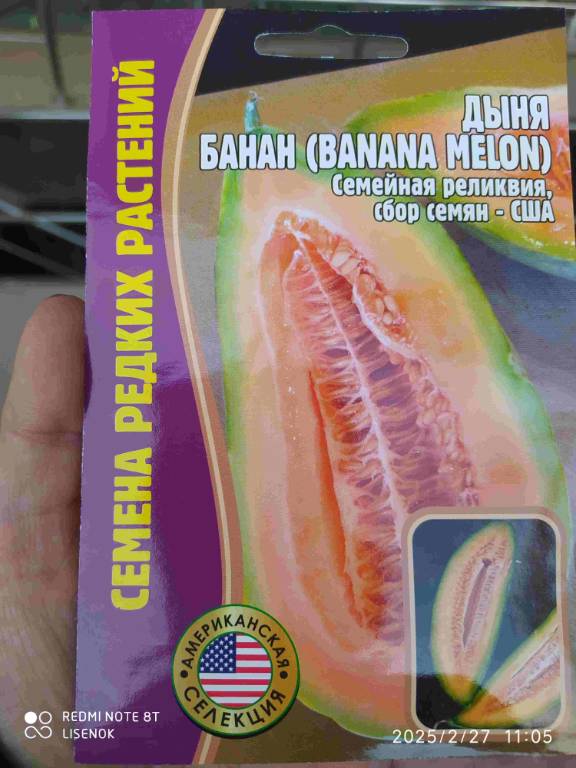 СЕМЕНА РЕДКИХ РАСТЕНИЙ
ДЫНЯ
БАНАН (BANANA MELON)
Семейная реликвия,
сбор семян - США
АМЕРИКАНСКАЯ
СЕЛЕКЦИЯ
REDMI NOTE 8T
LISENOK
2025/2/27 11:05